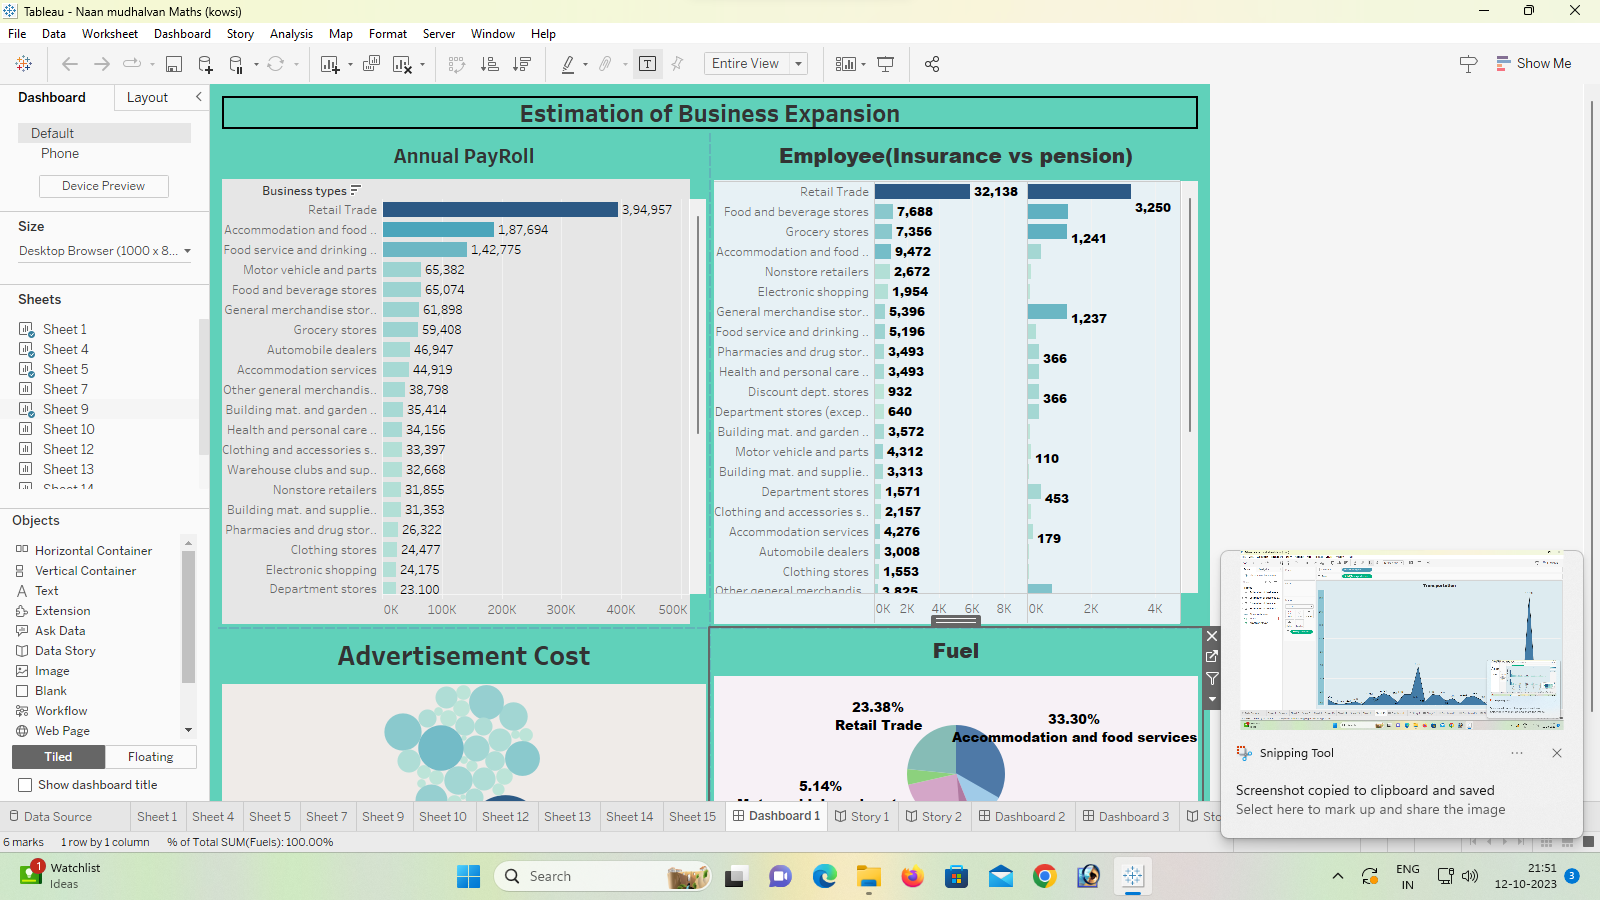 Tableau - Naan mudhalvan Maths (kowsi)
File Data Worksheet Dashboard Story Analysis Map Format Server Window Help
Entire View
Show Me
Dashboard Layout
Default
Phone
Device Preview
Size
Desktop Browser (1000 x 8...
Sheets
Sheet 1
Sheet 4
Sheet 5
Sheet 7
Sheet 9
Sheet 10
Sheet 12
Sheet 13
Sheet 14
Objects
Horizontal Container
Vertical Container
Text
Extension
Ask Data
Data Story
Image
Blank
Workflow
Web Page
Tiled Floating
Show dashboard title
Estimation of Business Expansion
Annual PayRoll
Business types
Retail Trade 3,94,957
Accommodation and food .. 1,87,694
Food service and drinking .. 1,42,775
Motor vehicle and parts 65,382
Food and beverage stores 65,074
General merchandise stor.. 61,898
Grocery stores 59,408
Automobile dealers 46,947
Accommodation services 44,919
Other general merchandis.. 38,798
Building mat. and garden .. 35,414
Health and personal care .. 34,156
Clothing and accessories s.. 33,397
Warehouse clubs and sup.. 32,668
Nonstore retailers 31,855
Building mat. and supplie.. 31,353
Pharmacies and drug stor.. 26,322
Clothing stores 24,477
Electronic shopping 24,175
Department stores 23,100
0K 100K 200K 300K 400K 500K
Employee(Insurance vs pension)
Retail Trade 32,138 3,250
Food and beverage stores 7,688
Grocery stores 7,356 1,241
Accommodation and food .. 9,472
Nonstore retailers 2,672
Electronic shopping 1,954
General merchandise stor.. 5,396 1,237
Food service and drinking .. 5,196
Pharmacies and drug stor.. 3,493 366
Health and personal care .. 3,493
Discount dept. stores 932 366
Department stores (excep.. 640
Building mat. and garden .. 3,572
Motor vehicle and parts 4,312 110
Building mat. and supplie.. 3,313
Department stores 1,571 453
Clothing and accessories s.. 2,157
Accommodation services 4,276 179
Automobile dealers 3,008
Clothing stores 1,553
Other general merchandis.. 3,825
0K 2K 4K 6K 8K 0K 2K 4K
Advertisement Cost
Fuel
23.38%
Retail Trade
33.30%
Accommodation and food services
5.14%
Snipping Tool
Screenshot copied to clipboard and saved
Select here to mark up and share the image
Data Source Sheet 1 Sheet 4 Sheet 5 Sheet 7 Sheet 9 Sheet 10 Sheet 12 Sheet 13 Sheet 14 Sheet 15 Dashboard 1 Story 1 Story 2 Dashboard 2 Dashboard 3
6 marks 1 row by 1 column % of Total SUM(Fuels): 100.00%
1
Watchlist
Ideas
Search
ENG
IN
21:51
12-10-2023
3